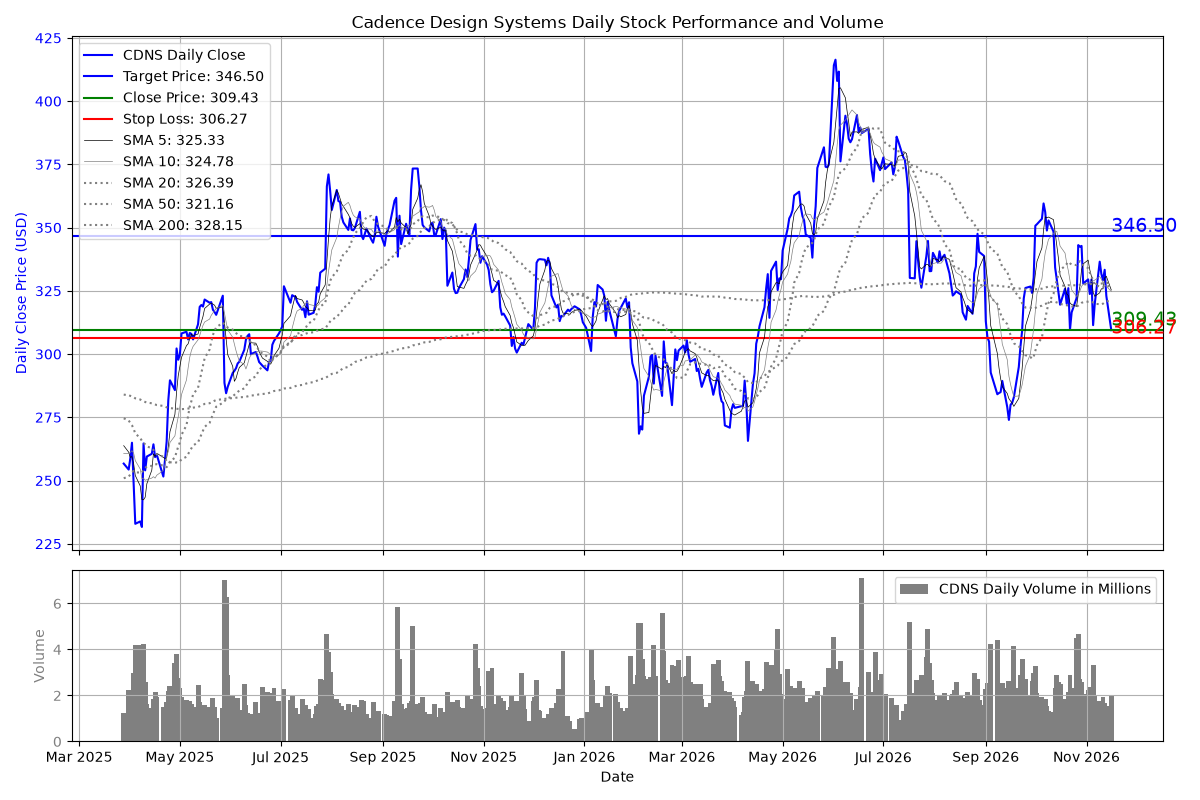 Cadence Design Systems Daily Stock Performance and Volume
425
400
375
350
325
300
275
250
225
Daily Close Price (USD)
CDNS Daily Close
Target Price: 346.50
Close Price: 309.43
Stop Loss: 306.27
SMA 5: 325.33
SMA 10: 324.78
SMA 20: 326.39
SMA 50: 321.16
SMA 200: 328.15
346.50
309.43
306.27
6
4
2
0
Volume
CDNS Daily Volume in Millions
Mar 2025
May 2025
Jul 2025
Sep 2025
Nov 2025
Jan 2026
Mar 2026
May 2026
Jul 2026
Sep 2026
Nov 2026
Date